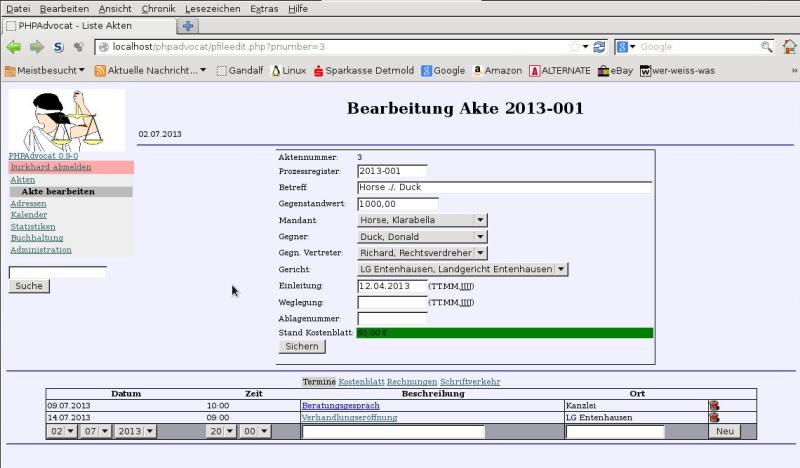 Datei Bearbeiten Ansicht Chronik Lesezeichen Extras Hilfe
PHPAdvocat - Liste Akten
localhost/phpadvocat/pfileedit.php?pnumber=3
Google
Meistbesucht Aktuelle Nachricht... Gandalf Linux Sparkasse Detmold Google Amazon ALTERNATE eBay wer-weiss-was »
Bearbeitung Akte 2013-001
02.07.2013
PHPAdvocat 0.9-0
burkhard abmelden
Akten
Akte bearbeiten
Adressen
Kalender
Statistiken
Buchhaltung
Administration
Suche
Aktennummer: 3
Prozessregister: 2013-001
Betreff: Horse ./. Duck
Gegenstandwert: 1000,00
Mandant: Horse, Klarabella
Gegner: Duck, Donald
Gegn. Vertreter: Richard, Rechtsverdreher
Gericht: LG Entenhausen, Landgericht Entenhausen
Einleitung: 12.04.2013 (TT.MM.JJJJ)
Weglegung: (TT.MM.JJJJ)
Ablagenummer:
Stand Kostenblatt: 60,00 €
Sichern
Termine Kostenblatt Rechnungen Schriftverkehr
Datum Zeit Beschreibung Ort
09.07.2013 10:00 Beratungsgespräch Kanzlei
14.07.2013 09:00 Verhandlungseröffnung LG Entenhausen
02 07 2013 20 00 Neu